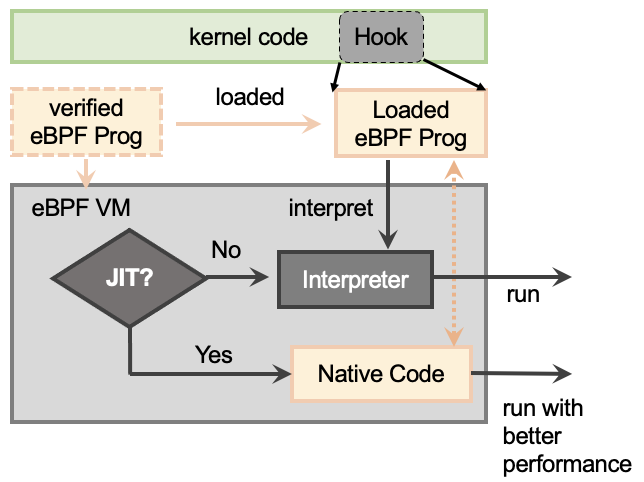 kernel code
Hook
verified
eBPF Prog
loaded
Loaded
eBPF Prog
eBPF VM
interpret
JIT?
No
Interpreter
run
Yes
Native Code
run with
better
performance